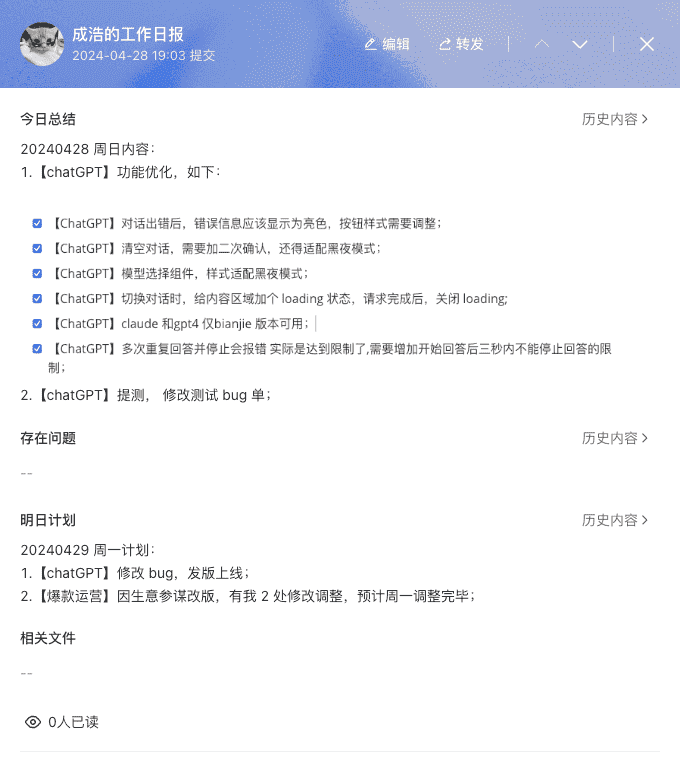 成浩的工作日报
2024-04-28 19:03 提交
编辑
转发
今日总结
历史内容
20240428 周日内容：
1.【chatGPT】功能优化，如下：
【ChatGPT】对话出错后，错误信息应该显示为亮色，按钮样式需要调整；
【ChatGPT】清空对话，需要加二次确认，还得适配黑夜模式；
【ChatGPT】模型选择组件，样式适配黑夜模式；
【ChatGPT】切换对话时，给内容区域加个 loading 状态，请求完成后，关闭 loading;
【ChatGPT】claude 和gpt4 仅bianjie 版本可用；
【ChatGPT】多次重复回答并停止会报错 实际是达到限制了,需要增加开始回答后三秒内不能停止回答的限
制；
2.【chatGPT】提测， 修改测试 bug 单；
存在问题
历史内容
--
明日计划
历史内容
20240429 周一计划：
1.【chatGPT】修改 bug，发版上线；
2.【爆款运营】因生意参谋改版，有我 2 处修改调整，预计周一调整完毕；
相关文件
--
0人已读